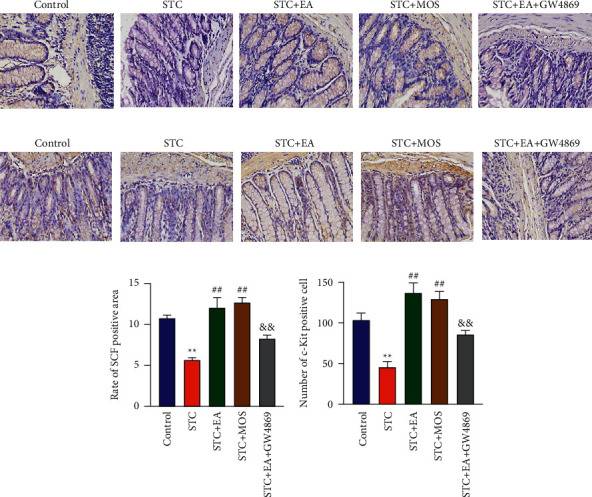 Control STC STC+EA STC+MOS STC+EA+GW4869
Control STC STC+EA STC+MOS STC+EA+GW4869
Rate of SCF positive area
15
10
5
0
**
##
##
&&
Control
STC
STC+EA
STC+MOS
STC+EA+GW4869
Number of c-Kit positive cell
150
100
50
0
**
##
##
&&
Control
STC
STC+EA
STC+MOS
STC+EA+GW4869